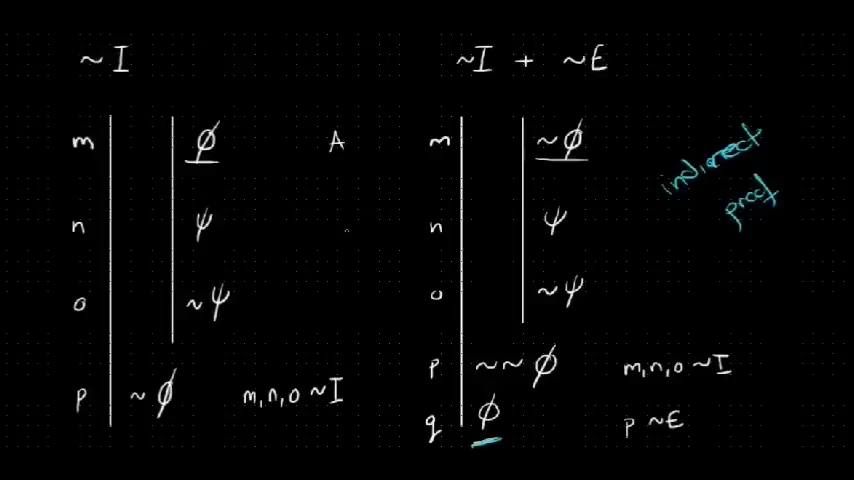 ~I
m ϕ A
n ψ
o ~ψ
p ~ϕ m,n,o ~I
~I + ~E
m ~ϕ
n ψ
o ~ψ
p ~~ϕ m,n,o ~I
q ϕ p ~E
indirect
proof